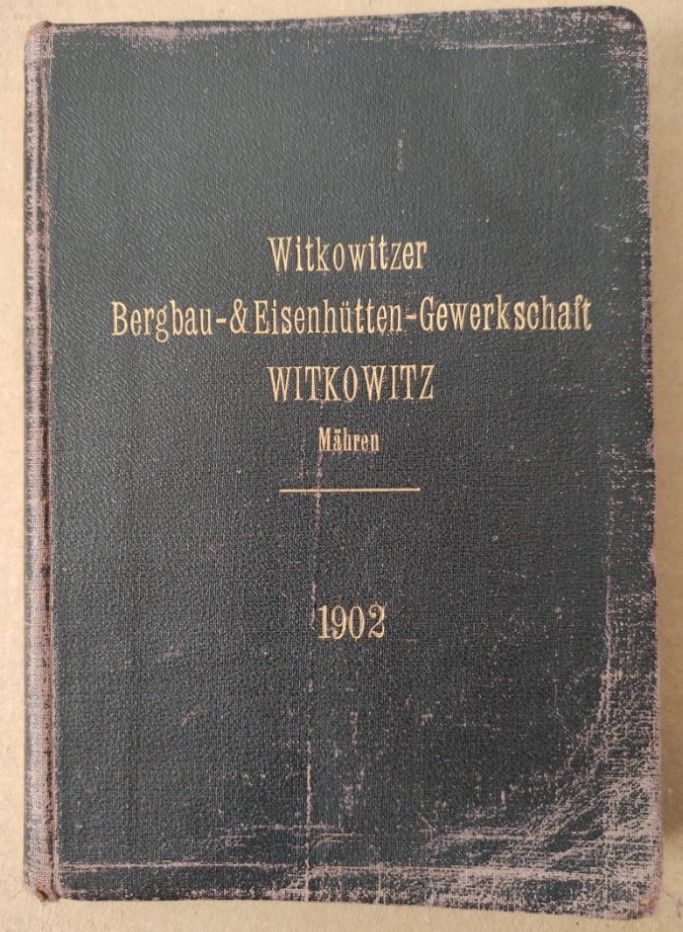 Witkowitzer
Bergbau-&Eisenhütten-Gewerkschaft
WITKOWITZ
Mähren
1902